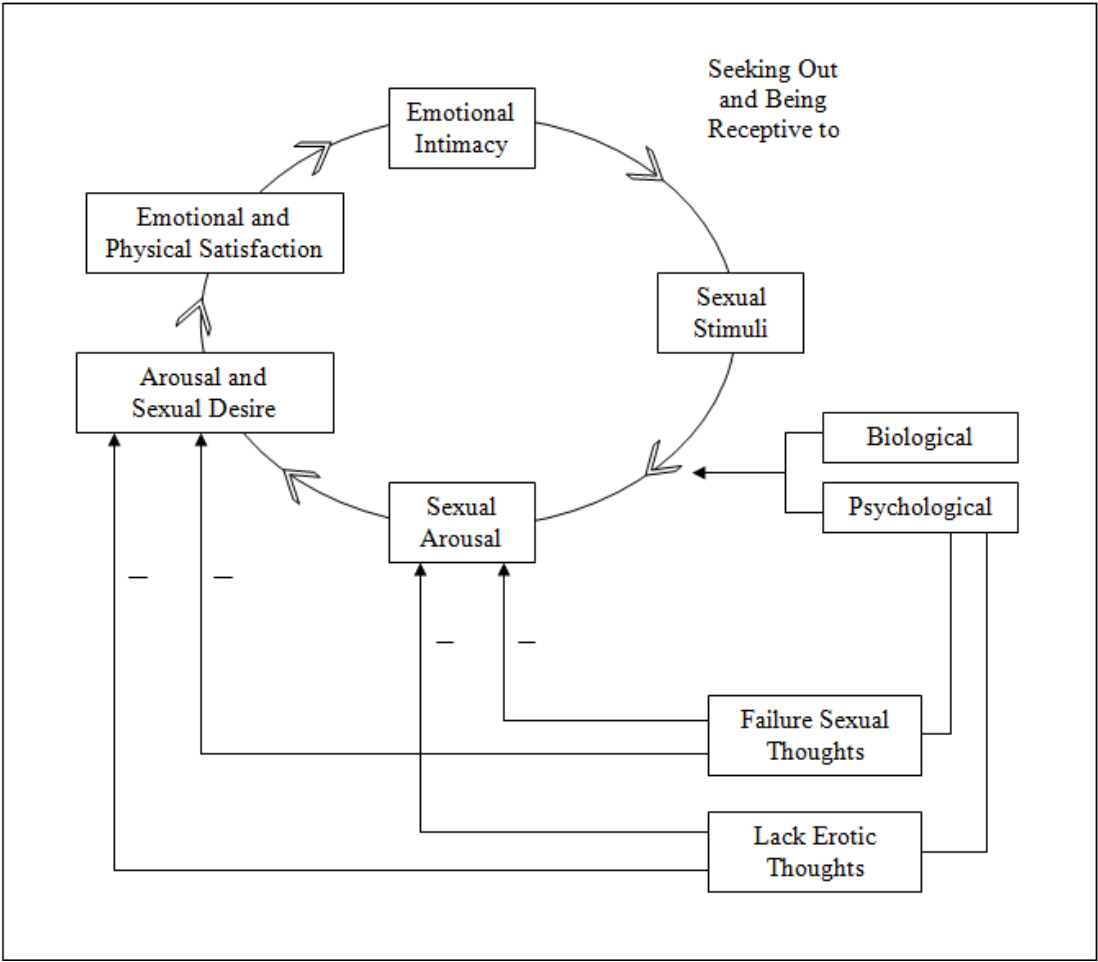 Seeking Out
and Being
Receptive to
Emotional
Intimacy
Emotional and
Physical Satisfaction
Sexual
Stimuli
Arousal and
Sexual Desire
Biological
Psychological
Sexual
Arousal
–
–
–
–
Failure Sexual
Thoughts
Lack Erotic
Thoughts